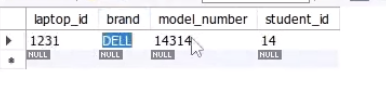 laptop_id brand model_number student_id
1231 DELL 14314 14
NULL NULL NULL NULL